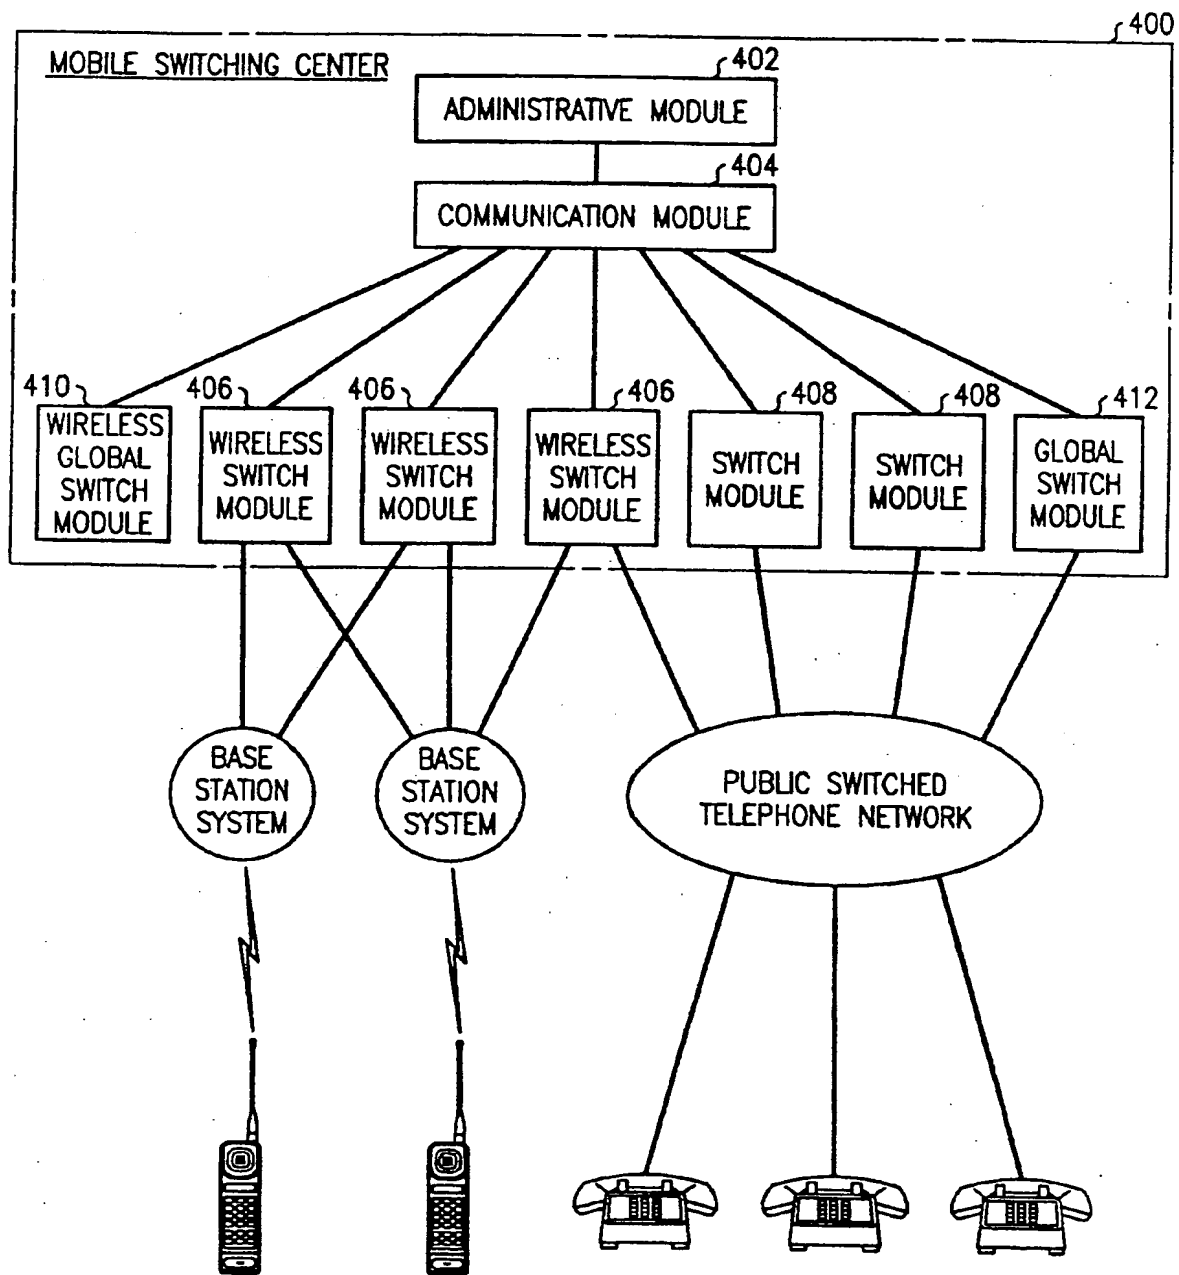 400
MOBILE SWITCHING CENTER
402
ADMINISTRATIVE MODULE
404
COMMUNICATION MODULE
410
WIRELESS
GLOBAL
SWITCH
MODULE
406
WIRELESS
SWITCH
MODULE
406
WIRELESS
SWITCH
MODULE
406
WIRELESS
SWITCH
MODULE
408
SWITCH
MODULE
408
SWITCH
MODULE
412
GLOBAL
SWITCH
MODULE
BASE
STATION
SYSTEM
BASE
STATION
SYSTEM
PUBLIC SWITCHED
TELEPHONE NETWORK